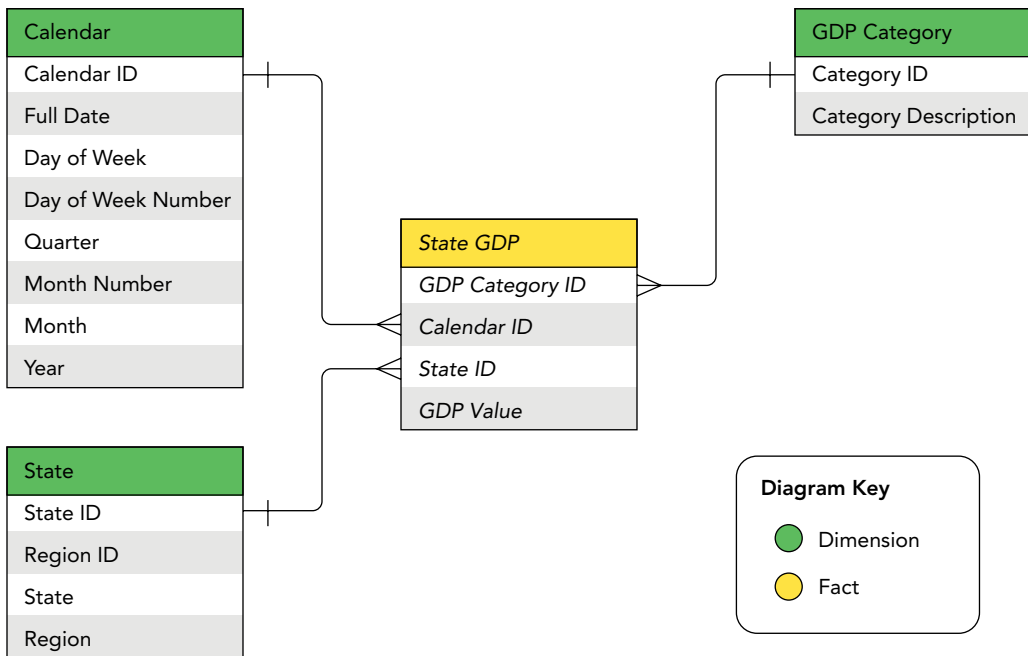 Calendar
Calendar ID
Full Date
Day of Week
Day of Week Number
Quarter
Month Number
Month
Year
GDP Category
Category ID
Category Description
State GDP
GDP Category ID
Calendar ID
State ID
GDP Value
State
State ID
Region ID
State
Region
Diagram Key
Dimension
Fact